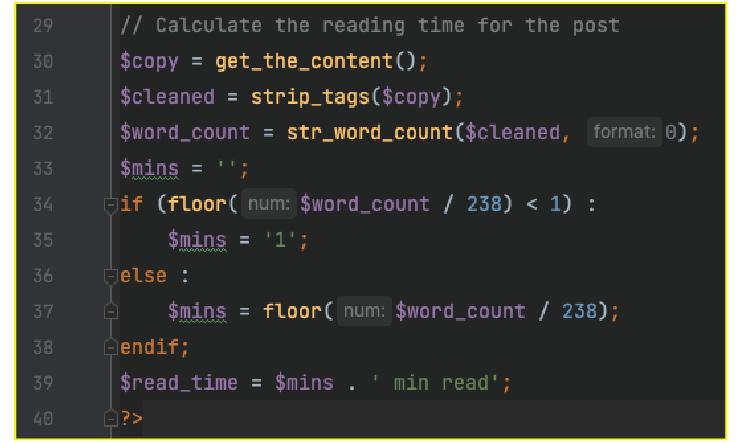 29 // Calculate the reading time for the post
30 $copy = get_the_content();
31 $cleaned = strip_tags($copy);
32 $word_count = str_word_count($cleaned, format: 0);
33 $mins = '';
34 if (floor( num: $word_count / 238) < 1) :
35 $mins = '1';
36 else :
37 $mins = floor( num: $word_count / 238);
38 endif;
39 $read_time = $mins . ' min read';
40 ?>